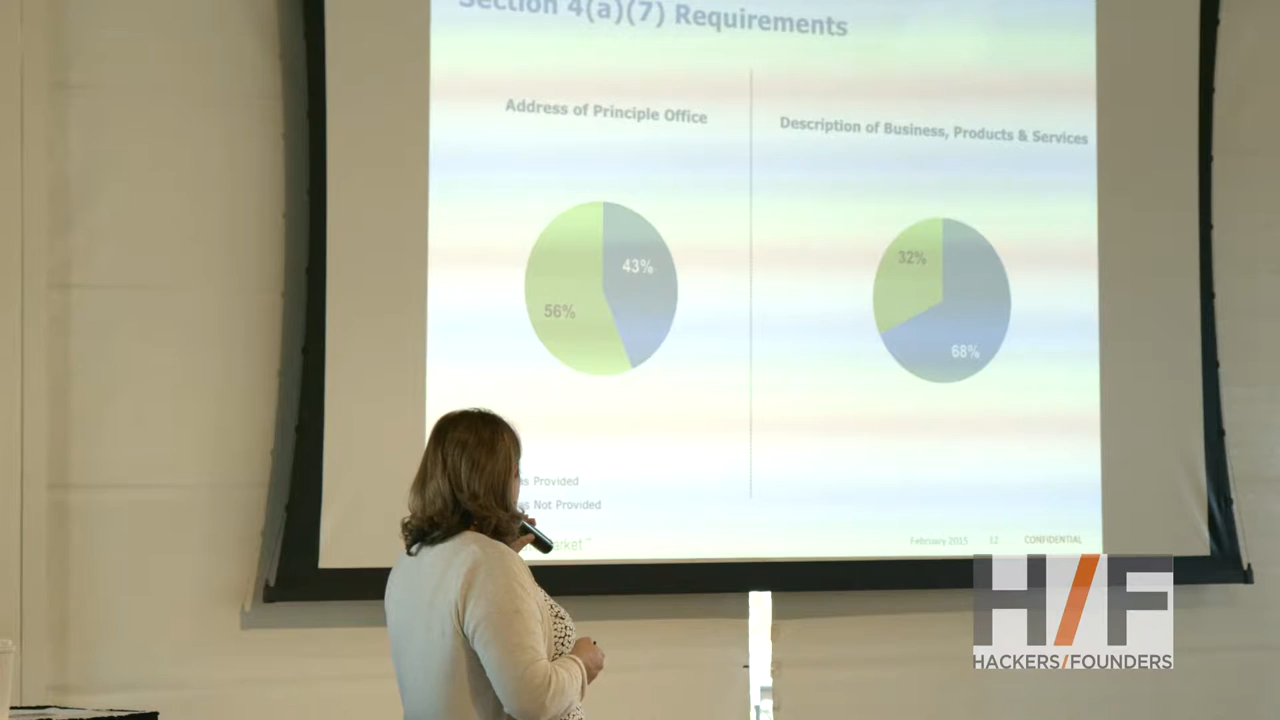 Section 4(a)(7) Requirements
Address of Principle Office
Description of Business, Products & Services
43%
56%
32%
68%
Provided
Not Provided
February 2015 12 CONFIDENTIAL
H/F
HACKERS/FOUNDERS